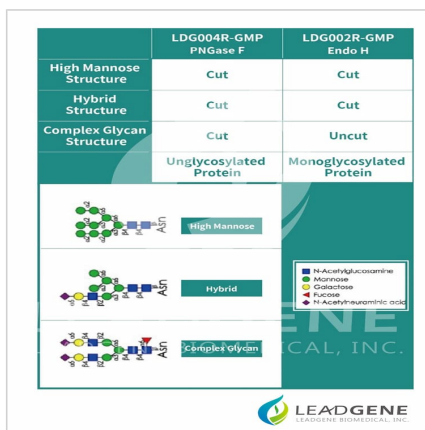 LDG004R-GMP
PNGase F
LDG002R-GMP
Endo H
High Mannose
Structure
Cut
Cut
Hybrid
Structure
Cut
Cut
Complex Glycan
Structure
Cut
Uncut
Unglycosylated
Protein
Monoglycosylated
Protein
Asn
High Mannose
Asn
Hybrid
Asn
Complex Glycan
N-Acetylglucosamine
Mannose
Galactose
Fucose
N-Acetylneuraminic acid
LEADGENE
LEADGENE BIOMEDICAL, INC.